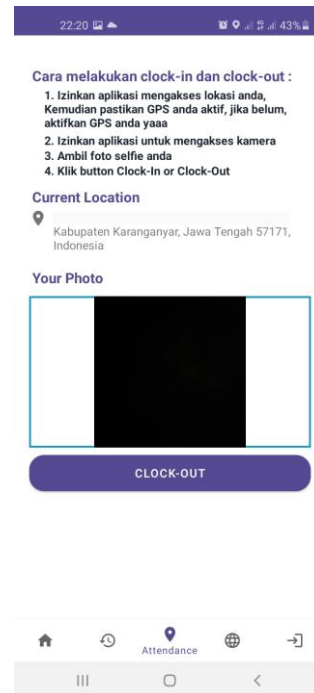 22:20 43%
Cara melakukan clock-in dan clock-out :
1. Izinkan aplikasi mengakses lokasi anda,
Kemudian pastikan GPS anda aktif, jika belum,
aktifkan GPS anda yaaa
2. Izinkan aplikasi untuk mengakses kamera
3. Ambil foto selfie anda
4. Klik button Clock-In or Clock-Out
Current Location
Kabupaten Karanganyar, Jawa Tengah 57171,
Indonesia
Your Photo
CLOCK-OUT
Attendance